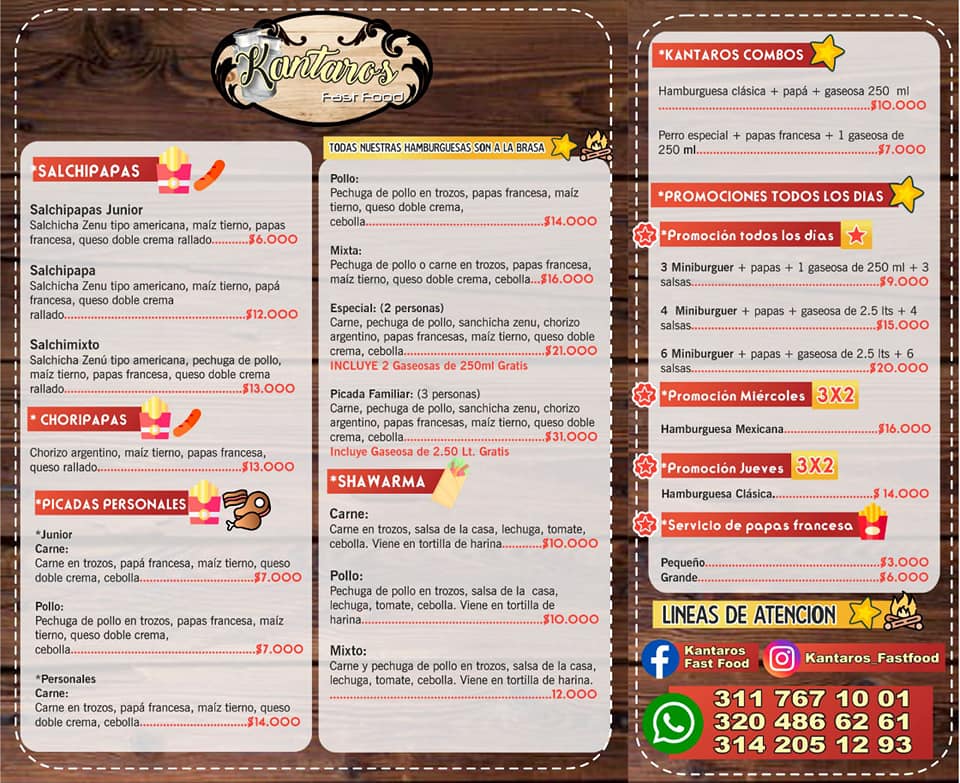 Kantaros
Fast Food
*SALCHIPAPAS
Salchipapas Junior
Salchicha Zenu tipo americana, maíz tierno, papas
francesa, queso doble crema rallado..........$6.000
Salchipapa
Salchicha Zenu tipo americano, maíz tierno, papá
francesa, queso doble crema
rallado..................................................$12.000
Salchimixto
Salchicha Zenú tipo americana, pechuga de pollo,
maíz tierno, papas francesa, queso doble crema
rallado.................................................$13.000
* CHORIPAPAS
Chorizo argentino, maíz tierno, papas francesa,
queso rallado........................................$13.000
*PICADAS PERSONALES
*Junior
Carne:
Carne en trozos, papá francesa, maíz tierno, queso
doble crema, cebolla................................$7.000
Pollo:
Pechuga de pollo en trozos, papas francesa, maíz
tierno, queso doble crema,
cebolla..................................................$7.000
*Personales
Carne:
Carne en trozos, papá francesa, maíz tierno, queso
doble crema, cebolla..............................$14.000
TODAS NUESTRAS HAMBURGUESAS SON A LA BRASA
Pollo:
Pechuga de pollo en trozos, papas francesa, maíz
tierno, queso doble crema,
cebolla..................................................$14.000
Mixta:
Pechuga de pollo o carne en trozos, papas francesa,
maíz tierno, queso doble crema, cebolla...$16.000
Especial: (2 personas)
Carne, pechuga de pollo, sanchicha zenu, chorizo
argentino, papas francesas, maíz tierno, queso doble
crema, cebolla........................................$21.000
INCLUYE 2 Gaseosas de 250ml Gratis
Picada Familiar: (3 personas)
Carne, pechuga de pollo, sanchicha zenu, chorizo
argentino, papas francesas, maíz tierno, queso doble
crema, cebolla........................................$31.000
Incluye Gaseosa de 2.50 Lt. Gratis
*SHAWARMA
Carne:
Carne en trozos, salsa de la casa, lechuga, tomate,
cebolla. Viene en tortilla de harina............$10.000
Pollo:
Pechuga de pollo en trozos, salsa de la casa,
lechuga, tomate, cebolla. Viene en tortilla de
harina...................................................$10.000
Mixto:
Carne y pechuga de pollo en trozos, salsa de la casa,
lechuga, tomate, cebolla. Viene en tortilla de harina.
..............................................................12.000
*KANTAROS COMBOS
Hamburguesa clásica + papá + gaseosa 250 ml
............................................................$10.000
Perro especial + papas francesa + 1 gaseosa de
250 ml....................................................$7.000
*PROMOCIONES TODOS LOS DIAS
*Promoción todos los días
3 Miniburguer + papas + 1 gaseosa de 250 ml + 3
salsas.....................................................$9.000
4 Miniburguer + papas + gaseosa de 2.5 lts + 4
salsas....................................................$15.000
6 Miniburguer + papas + gaseosa de 2.5 lts + 6
salsas...................................................$20.000
*Promoción Miércoles 3X2
Hamburguesa Mexicana...........................$16.000
*Promoción Jueves 3X2
Hamburguesa Clásica............................$ 14.000
*Servicio de papas francesa
Pequeño..................................................$3.000
Grande....................................................$6.000
LINEAS DE ATENCION
Kantaros
Fast Food
Kantaros_Fastfood
311 767 10 01
320 486 62 61
314 205 12 93